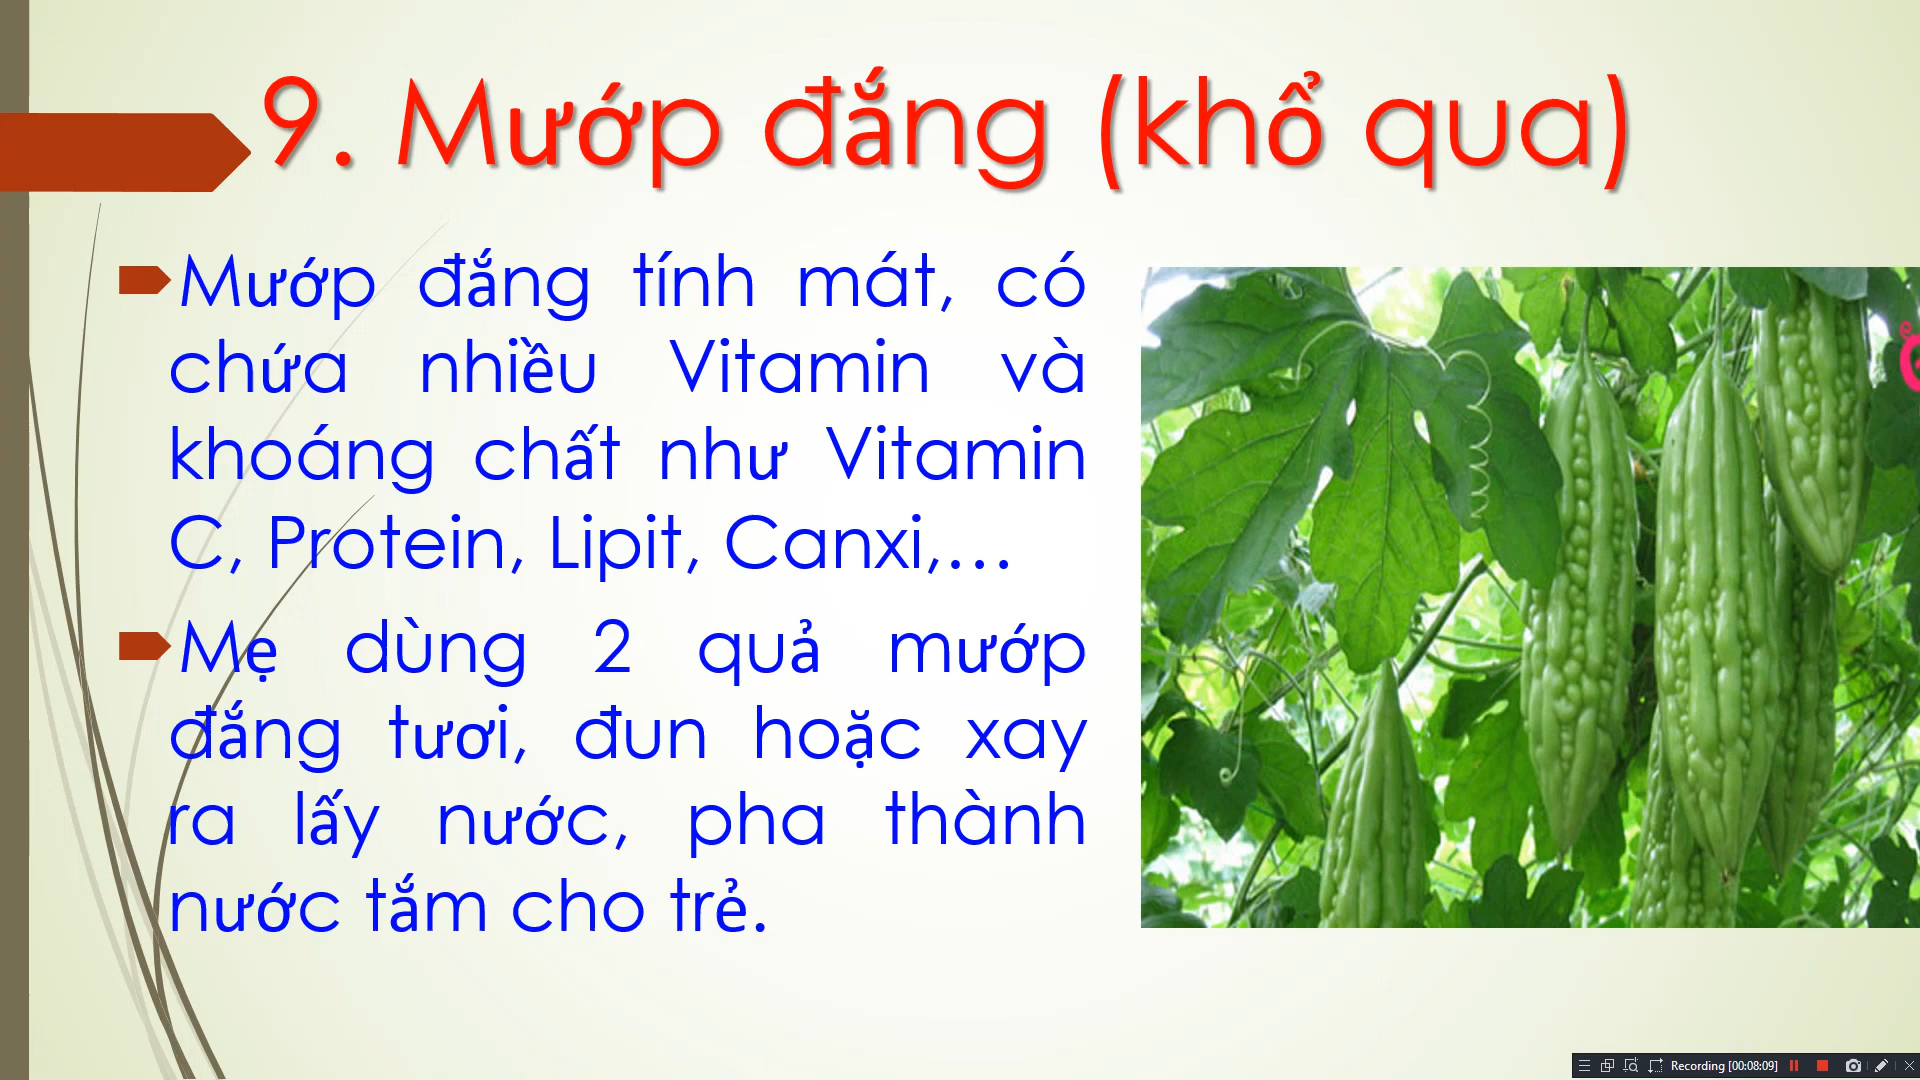 9. Mướp đắng (khổ qua)
Mướp đắng tính mát, có
chứa nhiều Vitamin và
khoáng chất như Vitamin
C, Protein, Lipit, Canxi,...
Mẹ dùng 2 quả mướp
đắng tươi, đun hoặc xay
ra lấy nước, pha thành
nước tắm cho trẻ.
Recording [00:08:09]